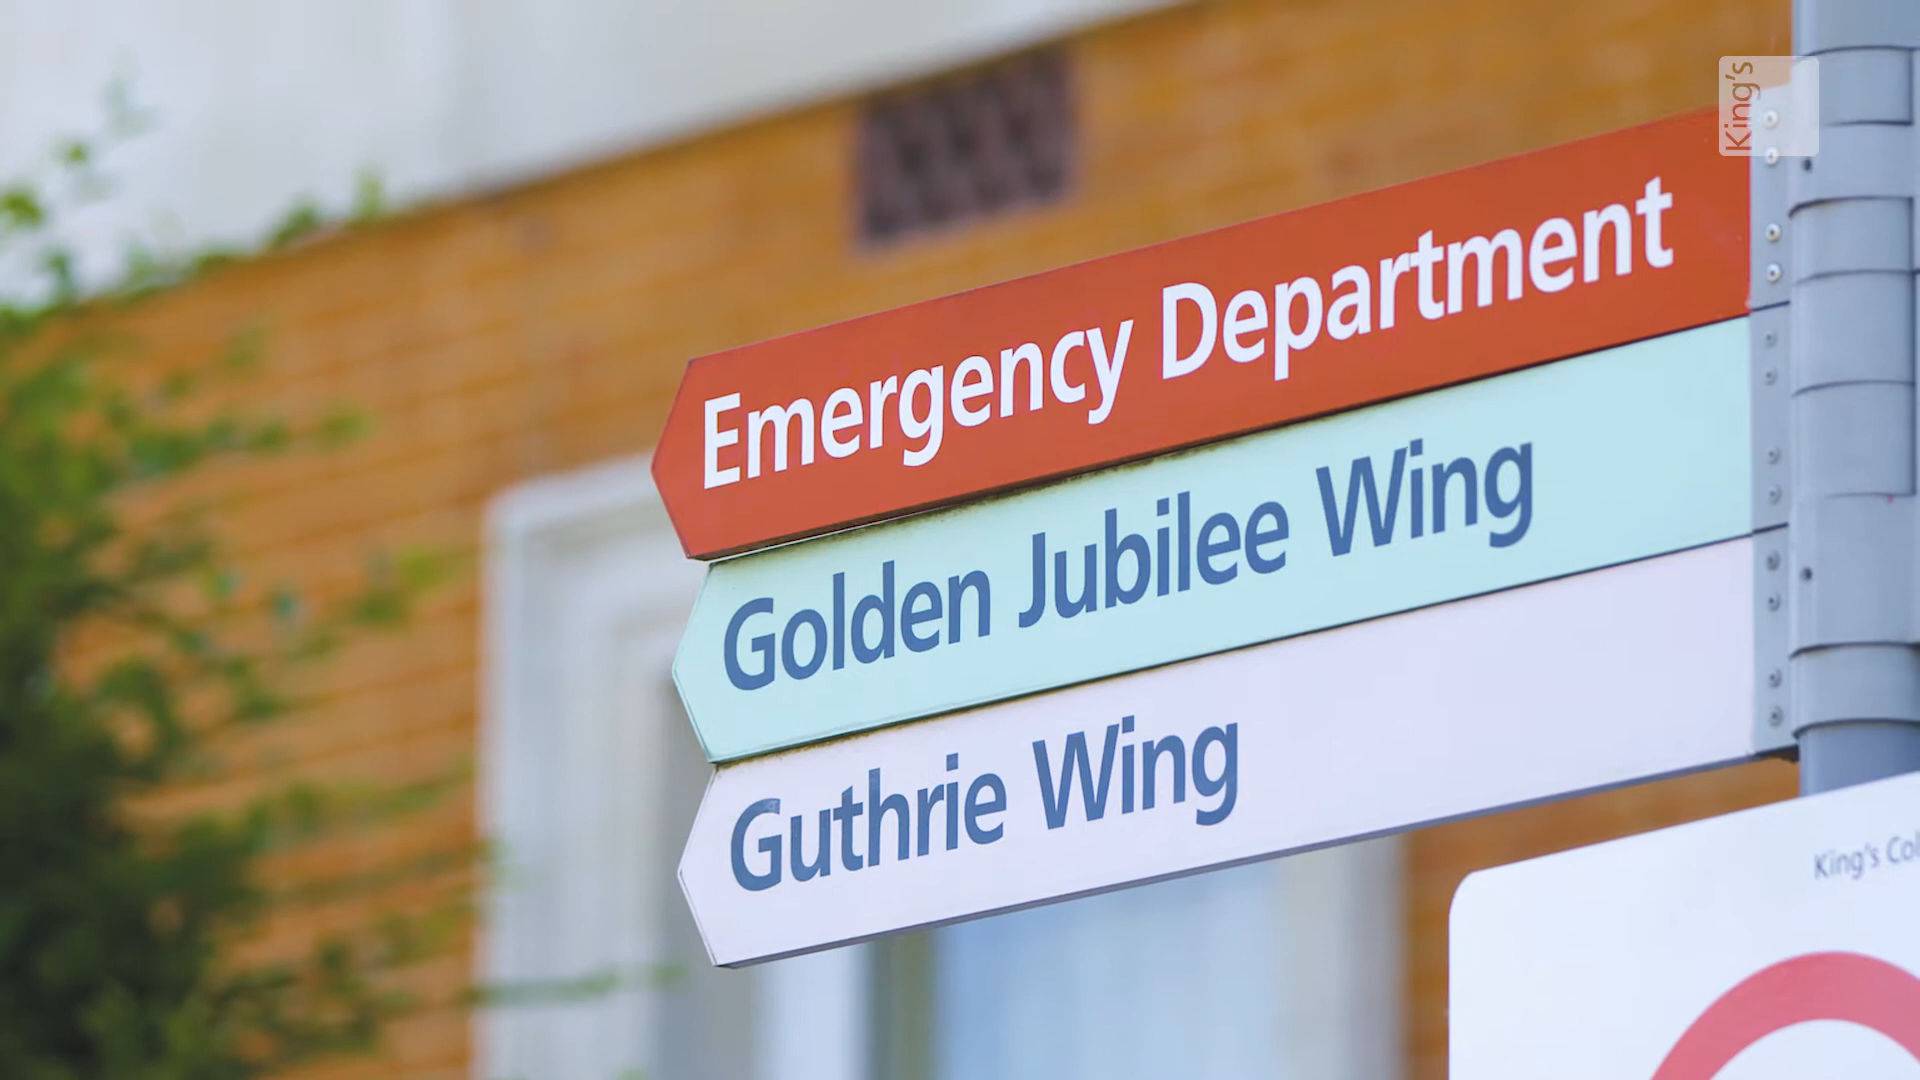 King's
Emergency Department
Golden Jubilee Wing
Guthrie Wing
King's Col